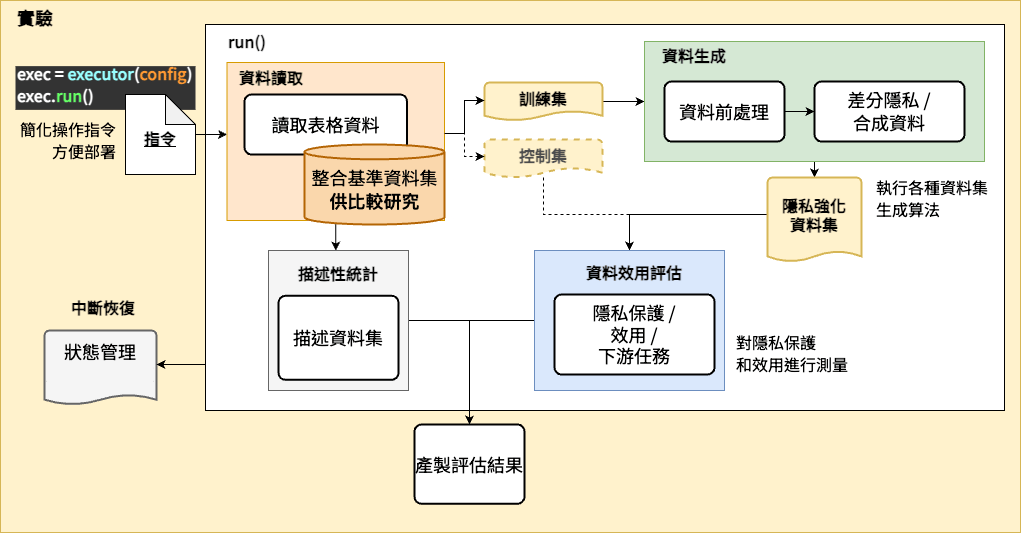 實驗
run()
exec = executor(config)
exec.run()
簡化操作指令
方便部署
指令
資料讀取
讀取表格資料
整合基準資料集
供比較研究
訓練集
控制集
資料生成
資料前處理
差分隱私 /
合成資料
隱私強化
資料集
執行各種資料集
生成算法
描述性統計
描述資料集
資料效用評估
隱私保護 /
效用 /
下游任務
對隱私保護
和效用進行測量
中斷恢復
狀態管理
產製評估結果